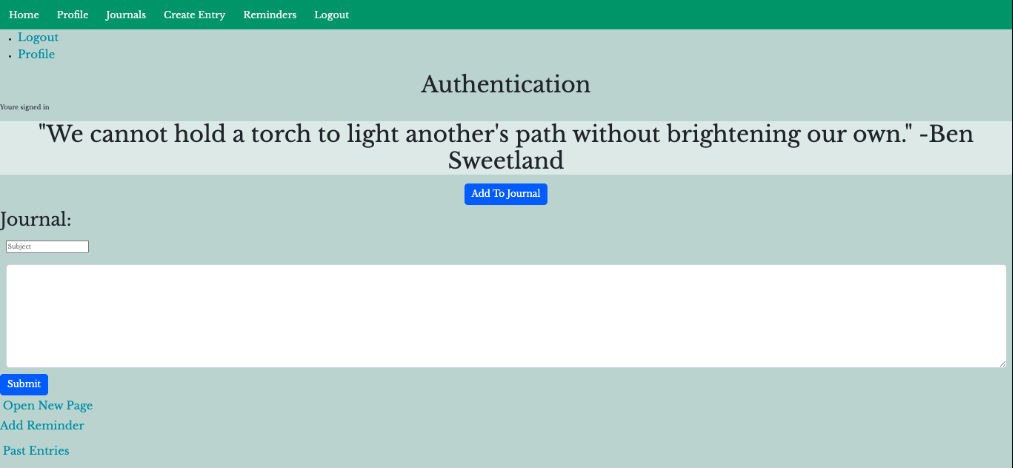 Home Profile Journals Create Entry Reminders Logout
Logout
Profile
Authentication
Youre signed in
"We cannot hold a torch to light another's path without brightening our own." -Ben
Sweetland
Add To Journal
Journal:
Subject
Submit
Open New Page
Add Reminder
Past Entries